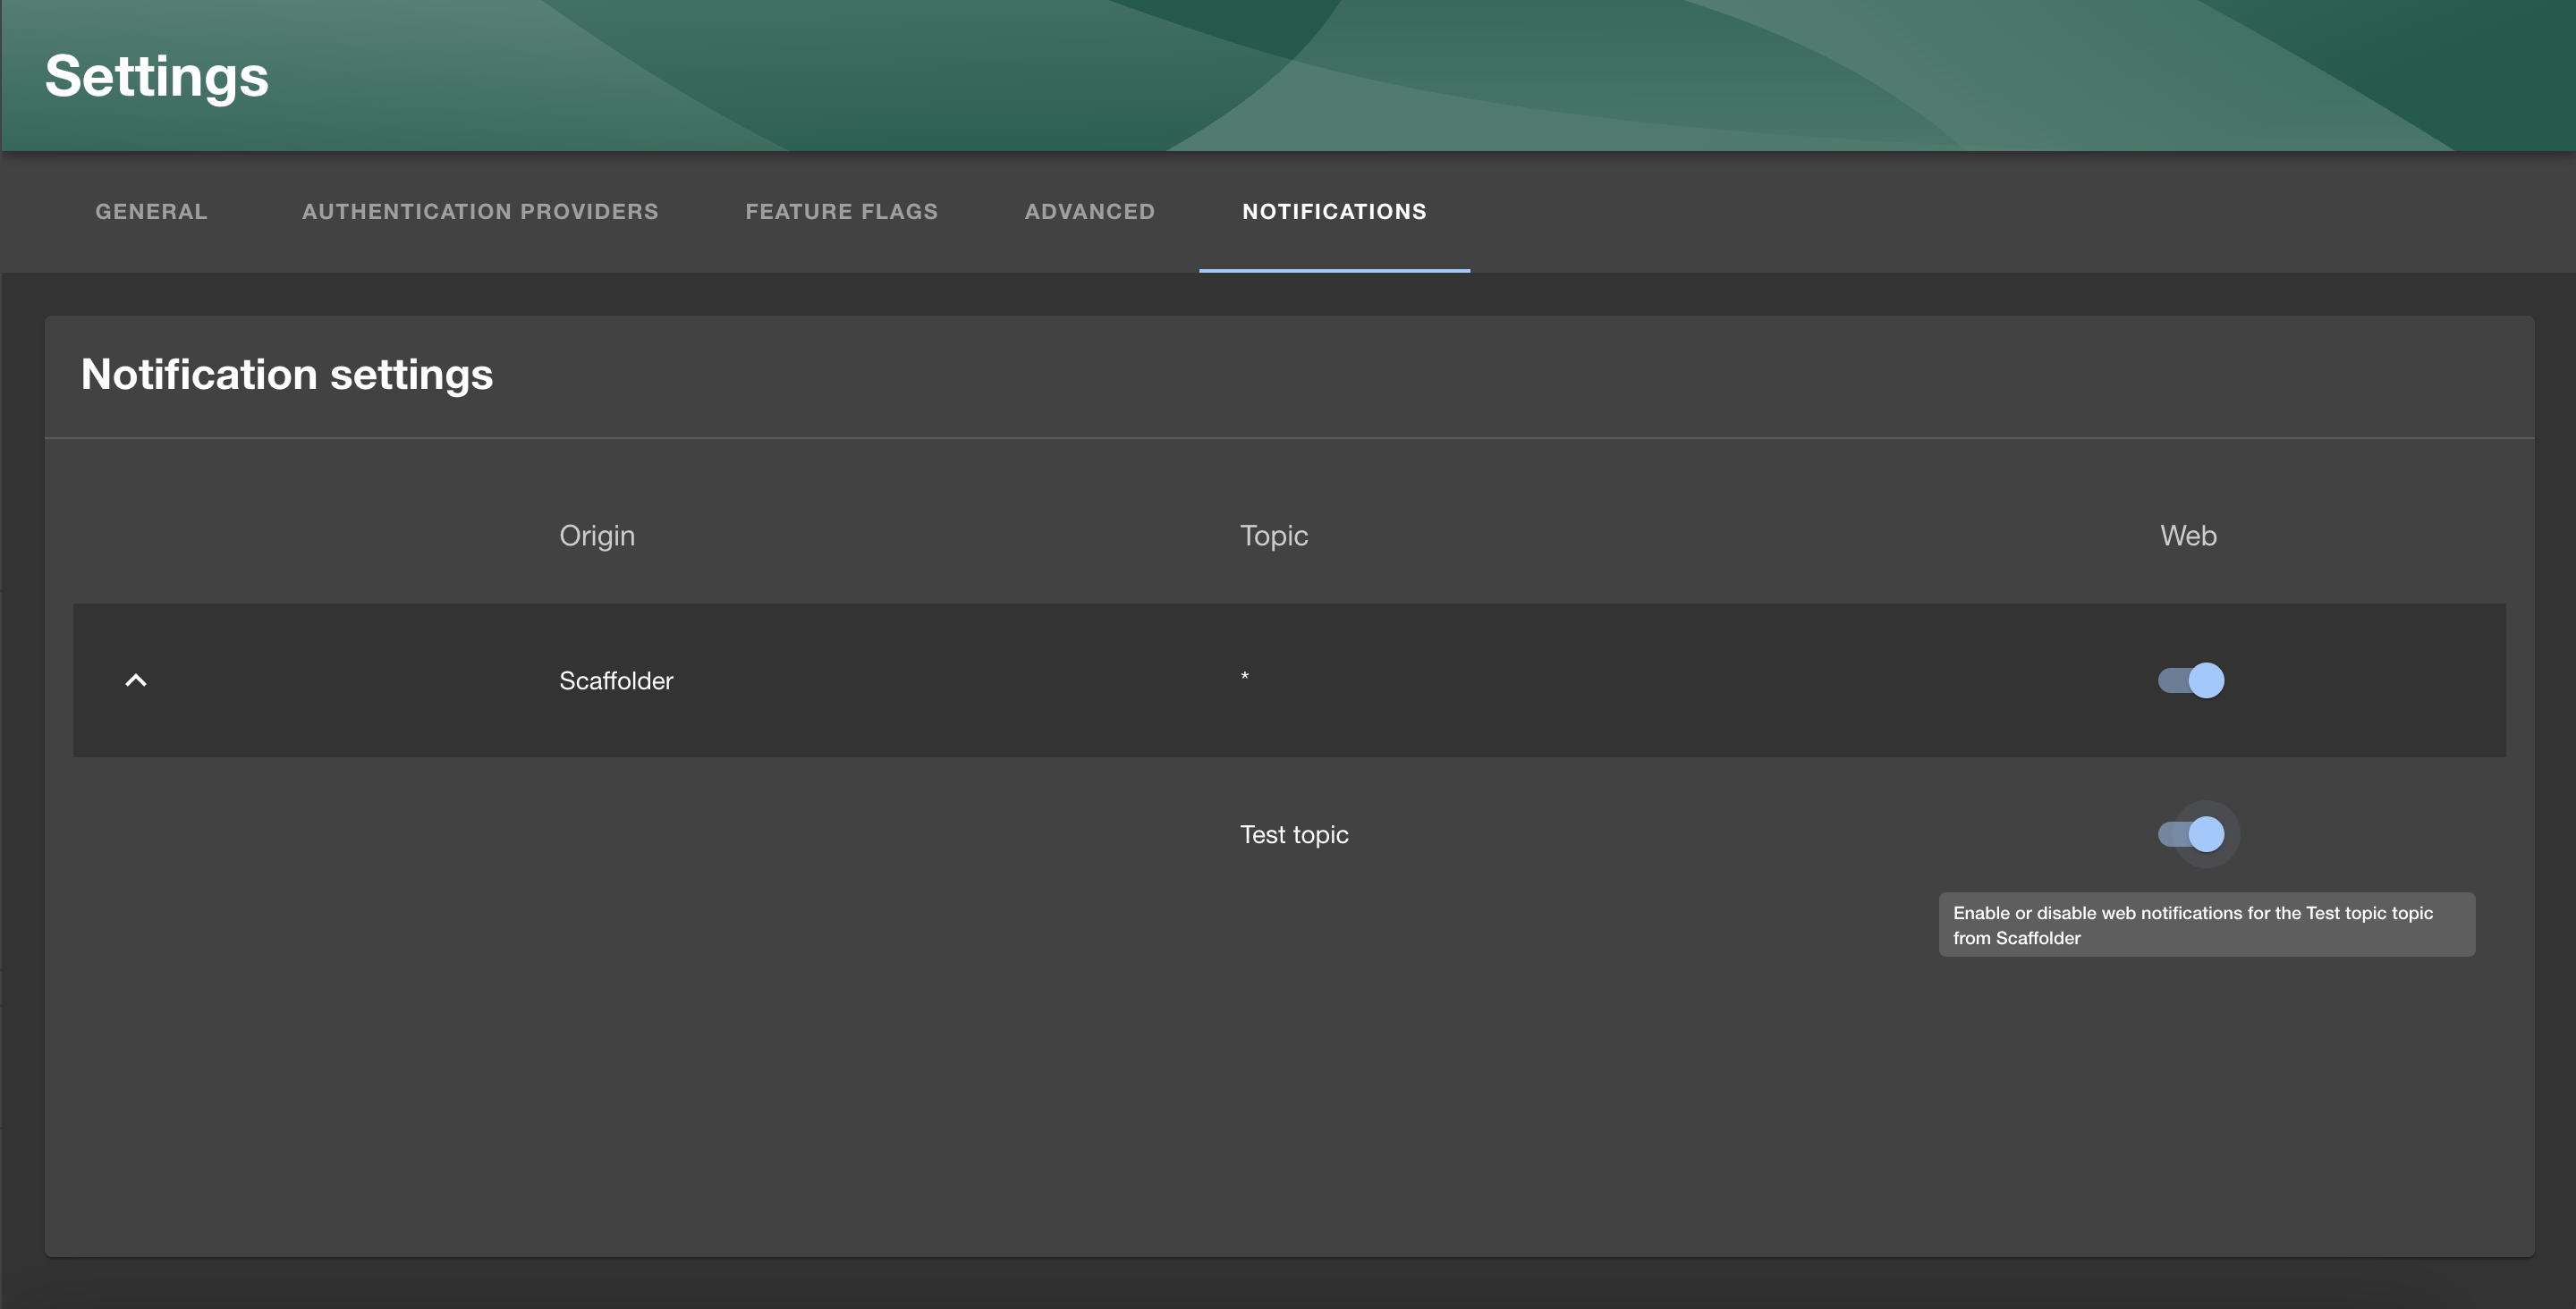 Settings
GENERAL AUTHENTICATION PROVIDERS FEATURE FLAGS ADVANCED NOTIFICATIONS
Notification settings
Origin Topic Web
Scaffolder *
Test topic
Enable or disable web notifications for the Test topic topic
from Scaffolder